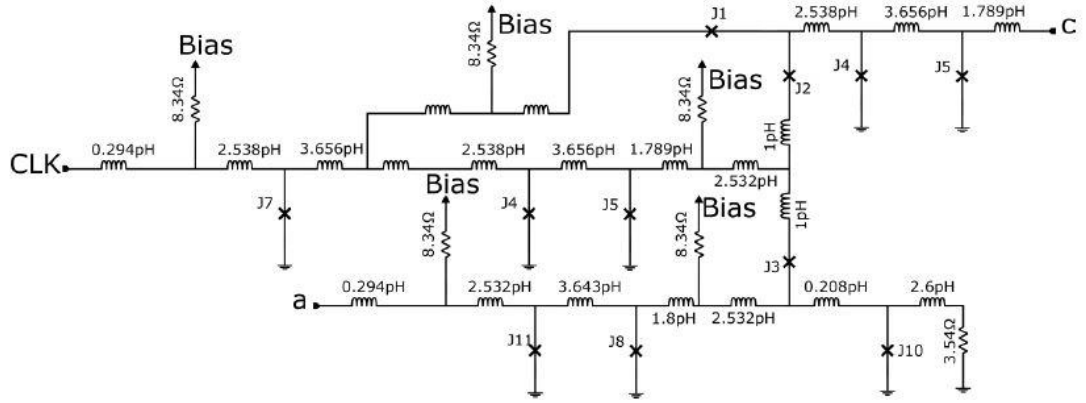 J1
2.538pH
3.656pH
1.789pH
C
Bias
8.34Ω
Bias
8.34Ω
Bias
8.34Ω
J2
J4
J5
1pH
CLK
0.294pH
2.538pH
3.656pH
2.538pH
3.656pH
1.789pH
2.532pH
J7
Bias
8.34Ω
J4
J5
Bias
8.34Ω
1pH
J3
a
0.294pH
2.532pH
3.643pH
1.8pH
2.532pH
0.208pH
2.6pH
J11
J8
J10
3.54Ω